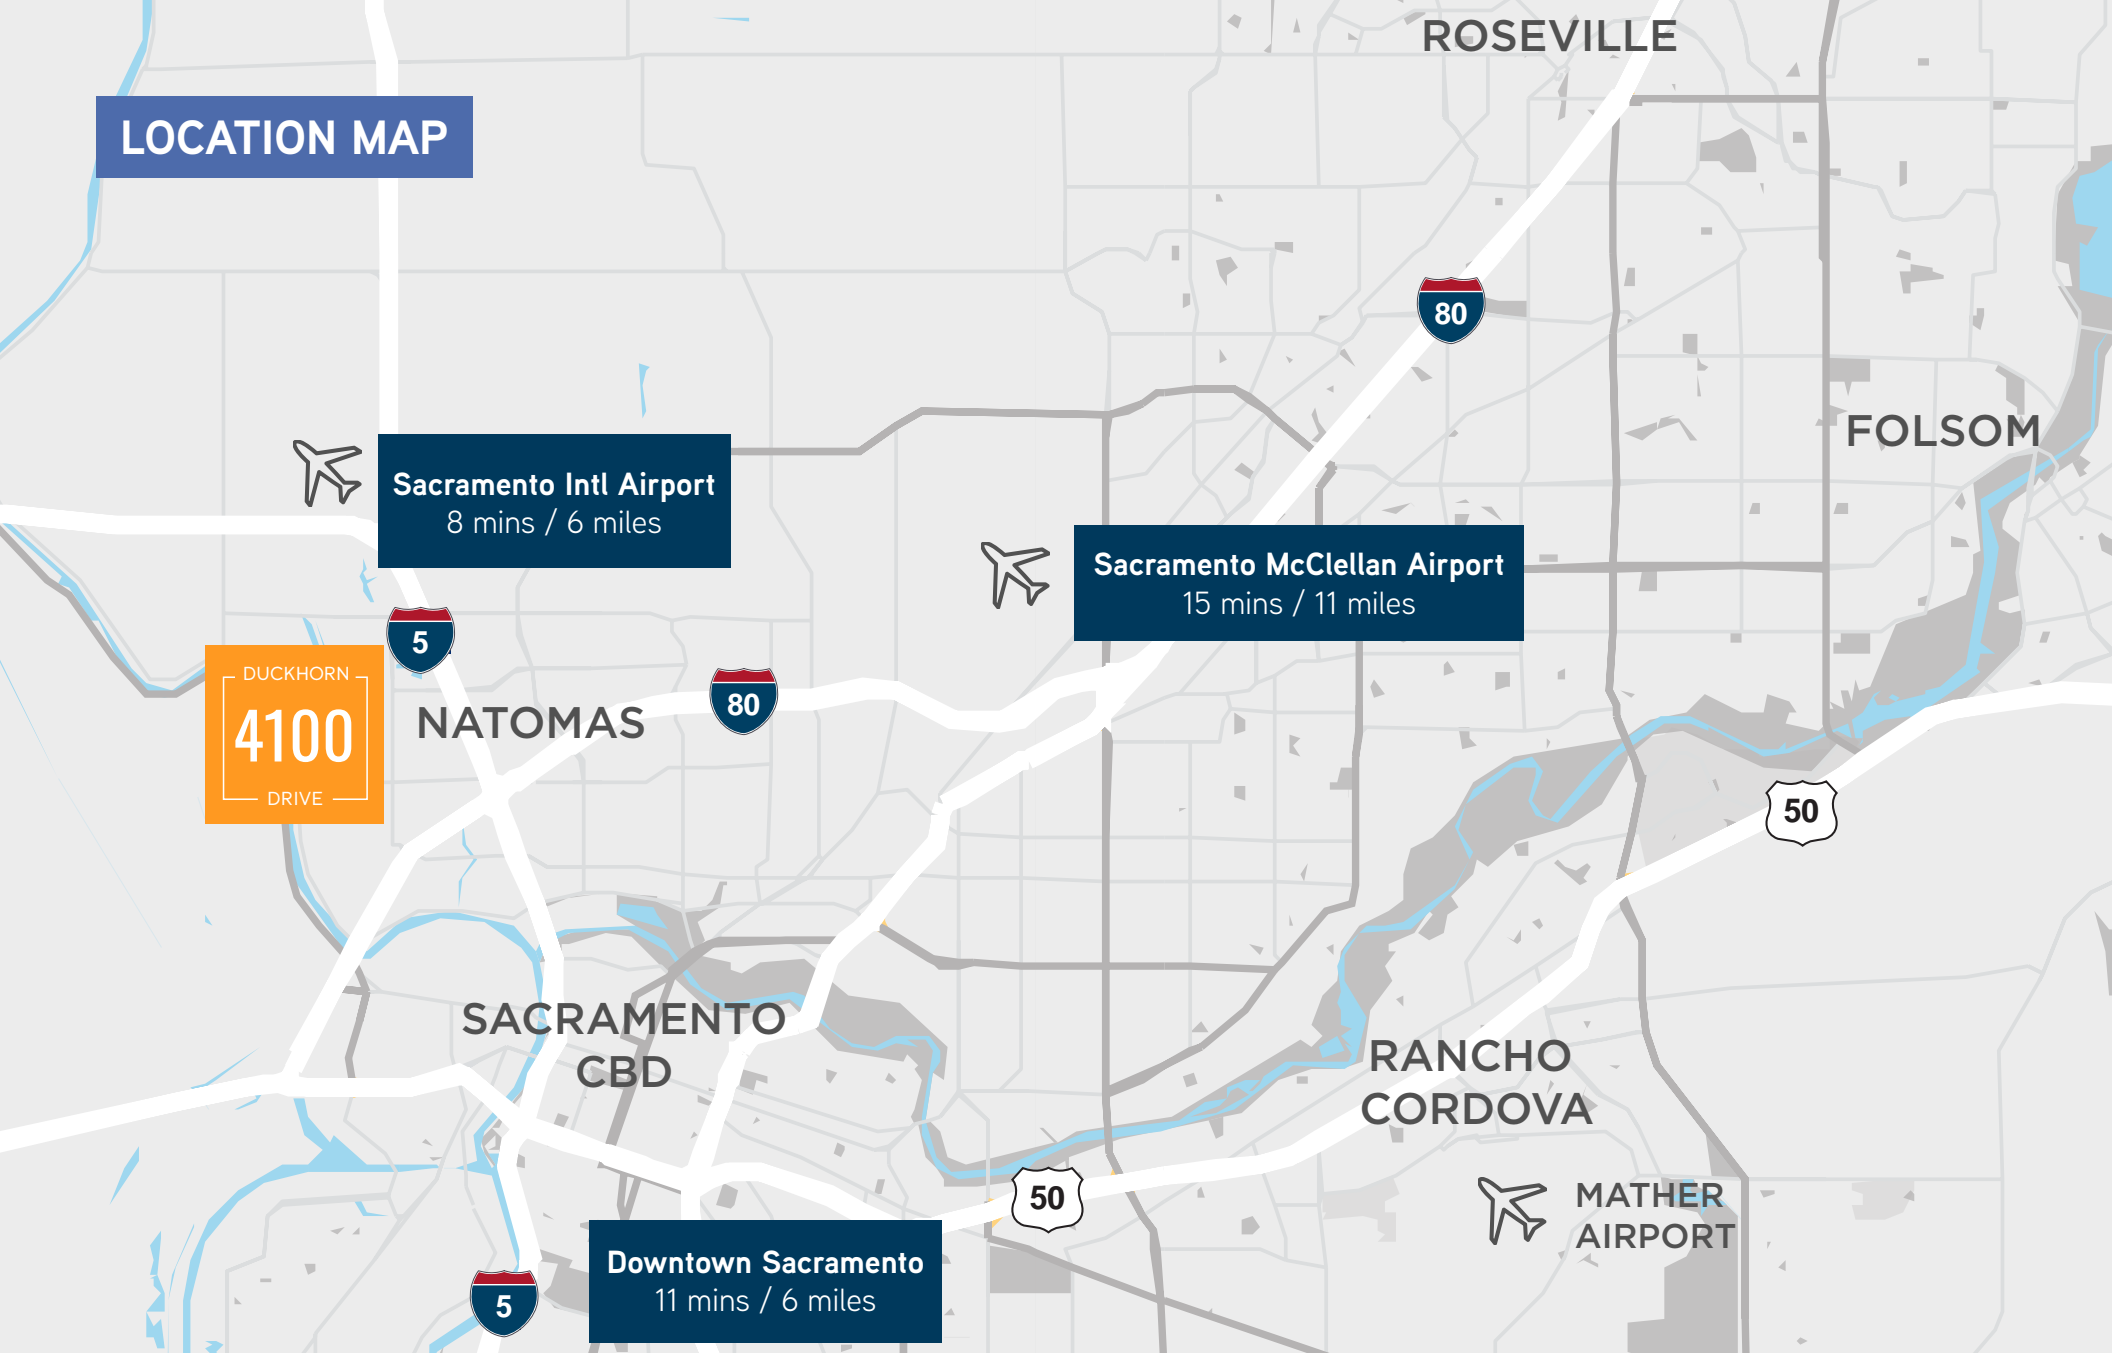 ROSEVILLE
LOCATION MAP
80
FOLSOM
Sacramento Intl Airport
8 mins / 6 miles
Sacramento McClellan Airport
15 mins / 11 miles
5
DUCKHORN
4100
DRIVE
NATOMAS
80
50
SACRAMENTO
CBD
RANCHO
CORDOVA
50
MATHER
AIRPORT
Downtown Sacramento
11 mins / 6 miles
5